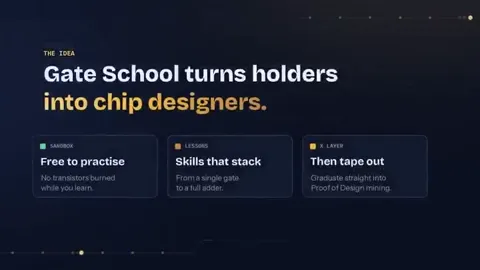 THE IDEA
Gate School turns holders
into chip designers.
SANDBOX
Free to practise
No transistors burned
while you learn.
LESSONS
Skills that stack
From a single gate
to a full adder.
LAYER
Then tape out
Graduate straight into
Proof of Design mining.